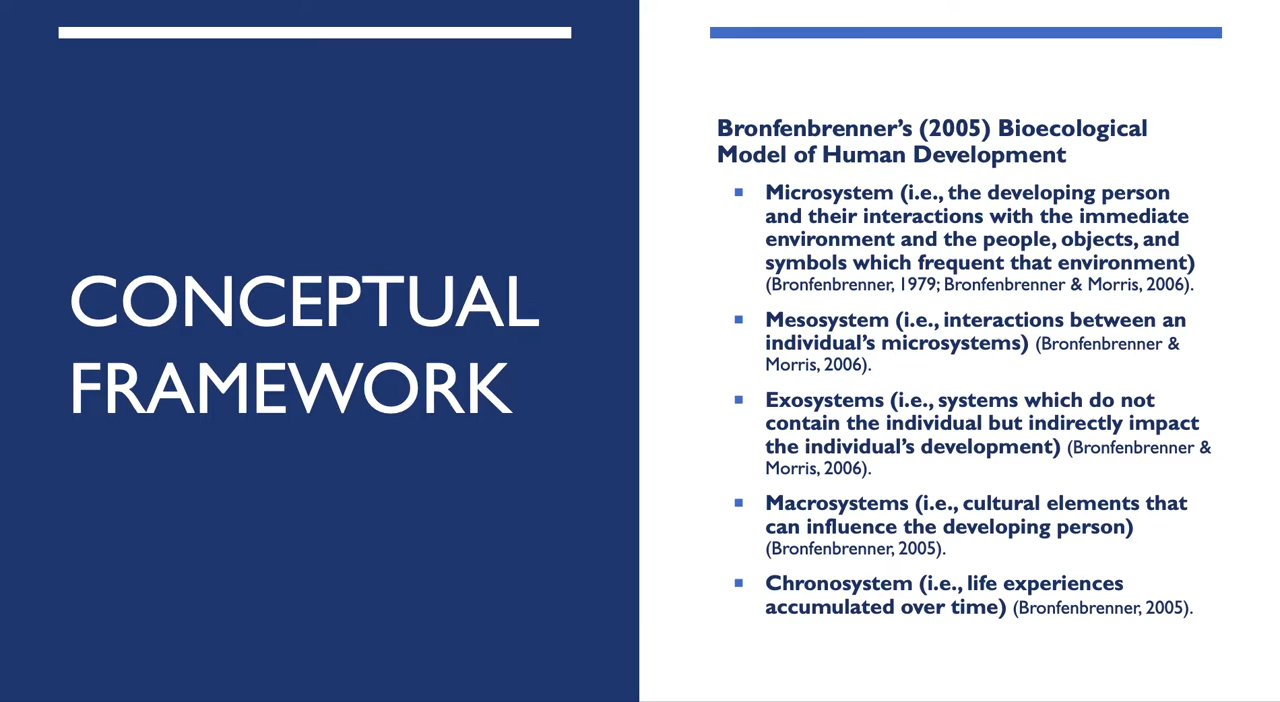 CONCEPTUAL
FRAMEWORK
Bronfenbrenner’s (2005) Bioecological
Model of Human Development
▪ Microsystem (i.e., the developing person
and their interactions with the immediate
environment and the people, objects, and
symbols which frequent that environment)
(Bronfenbrenner, 1979; Bronfenbrenner & Morris, 2006).
▪ Mesosystem (i.e., interactions between an
individual’s microsystems) (Bronfenbrenner &
Morris, 2006).
▪ Exosystems (i.e., systems which do not
contain the individual but indirectly impact
the individual’s development) (Bronfenbrenner &
Morris, 2006).
▪ Macrosystems (i.e., cultural elements that
can influence the developing person)
(Bronfenbrenner, 2005).
▪ Chronosystem (i.e., life experiences
accumulated over time) (Bronfenbrenner, 2005).